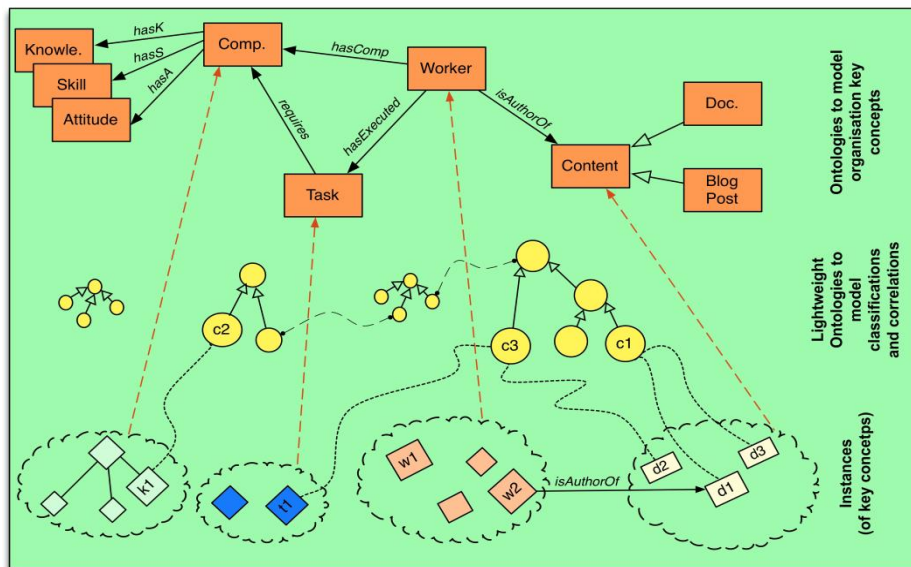 hasK
Knowle.
Comp.
hasS
hasA
Skill
Attitude
hasComp
Worker
requires
hasExecuted
isAuthorOf
Doc.
Content
Blog
Post
Task
Ontologies to model
organisation key
concepts
c2
c3
c1
Lightweight
Ontologies to
model
classifications
and correlations
k1
t1
w1
w2
isAuthorOf
d2
d3
d1
Instances
(of key concetps)